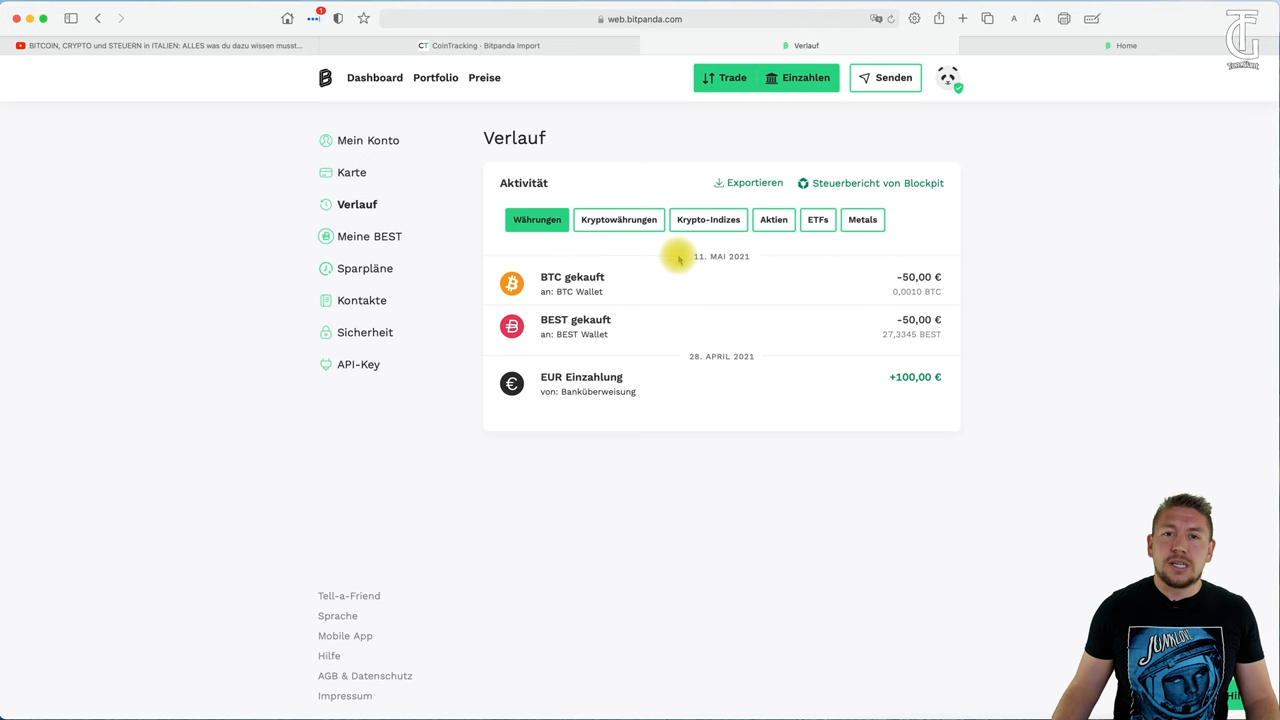 1
web.bitpanda.com
A
A
BITCOIN, CRYPTO und STEUERN in ITALIEN: ALLES was du dazu wissen musst...
CT CoinTracking · Bitpanda Import
Verlauf
Home
Dashboard
Portfolio
Preise
Trade
Einzahlen
Senden
Mein Konto
Karte
Verlauf
Meine BEST
Sparpläne
Kontakte
Sicherheit
API-Key
Verlauf
Aktivität
Exportieren
Steuerbericht von Blockpit
Währungen
Kryptowährungen
Krypto-Indizes
Aktien
ETFs
Metals
11. MAI 2021
BTC gekauft
-50,00 €
an: BTC Wallet
0,0010 BTC
BEST gekauft
-50,00 €
an: BEST Wallet
27,3345 BEST
28. APRIL 2021
EUR Einzahlung
+100,00 €
von: Banküberweisung
Tell-a-Friend
Sprache
Mobile App
Hilfe
AGB & Datenschutz
Impressum
JUNKLOVE